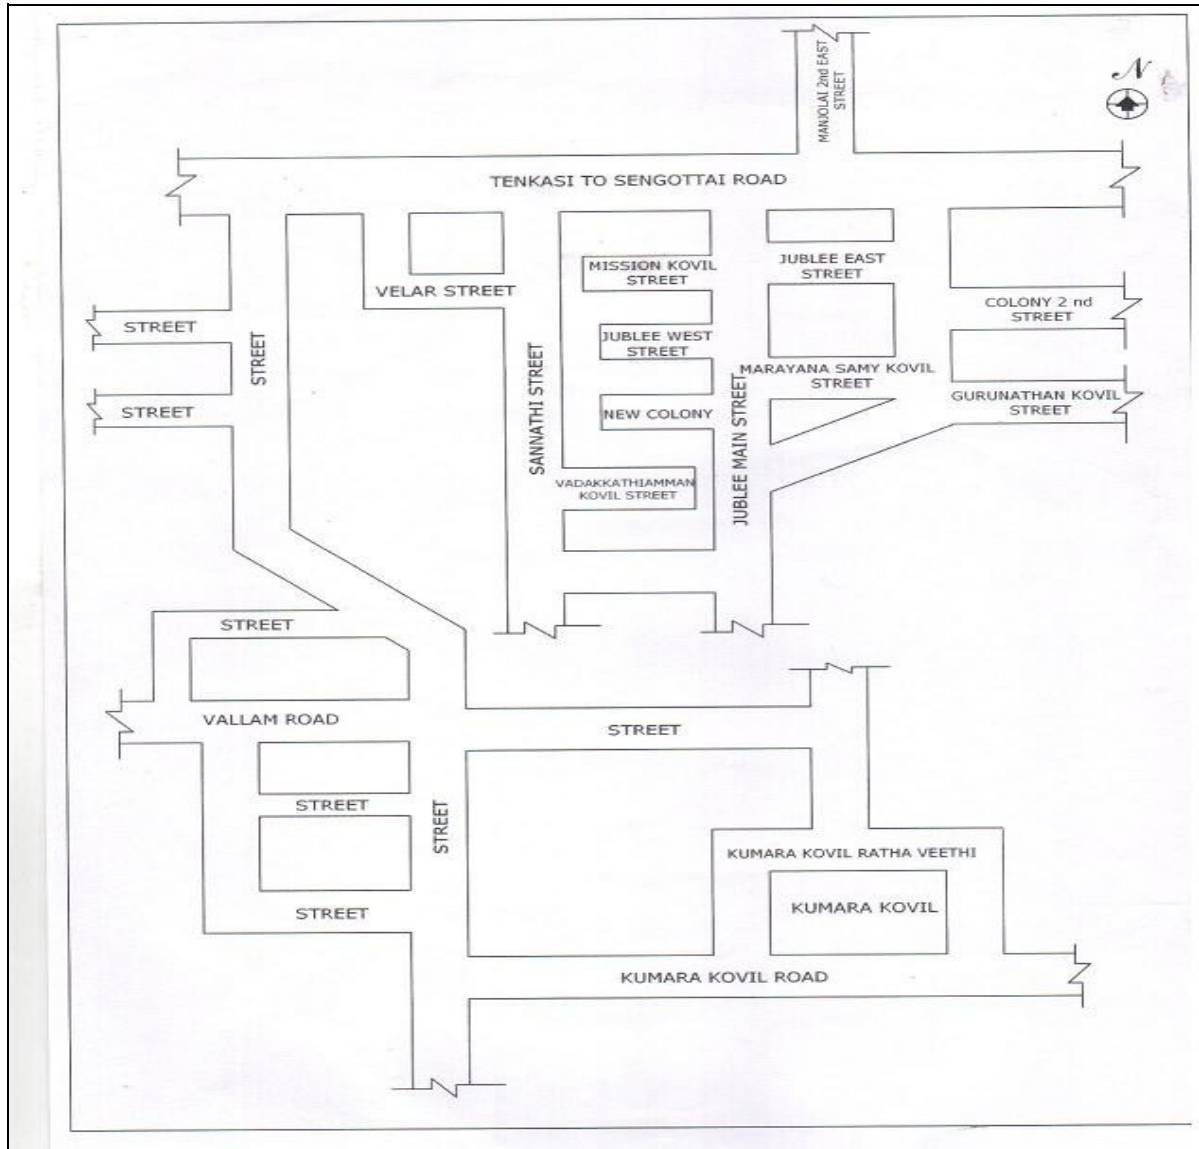 MANJOLAI 2nd EAST
STREET
N
TENKASI TO SENGOTTAI ROAD
MISSION KOVIL
STREET
JUBLEE EAST
STREET
VELAR STREET
COLONY 2 nd
STREET
STREET
STREET
JUBLEE WEST
STREET
MARAYANA SAMY KOVIL
STREET
SANNATHI STREET
STREET
NEW COLONY
GURUNATHAN KOVIL
STREET
JUBLEE MAIN STREET
VADAKKATHIAMMAN
KOVIL STREET
STREET
VALLAM ROAD
STREET
STREET
STREET
KUMARA KOVIL RATHA VEETHI
STREET
KUMARA KOVIL
KUMARA KOVIL ROAD